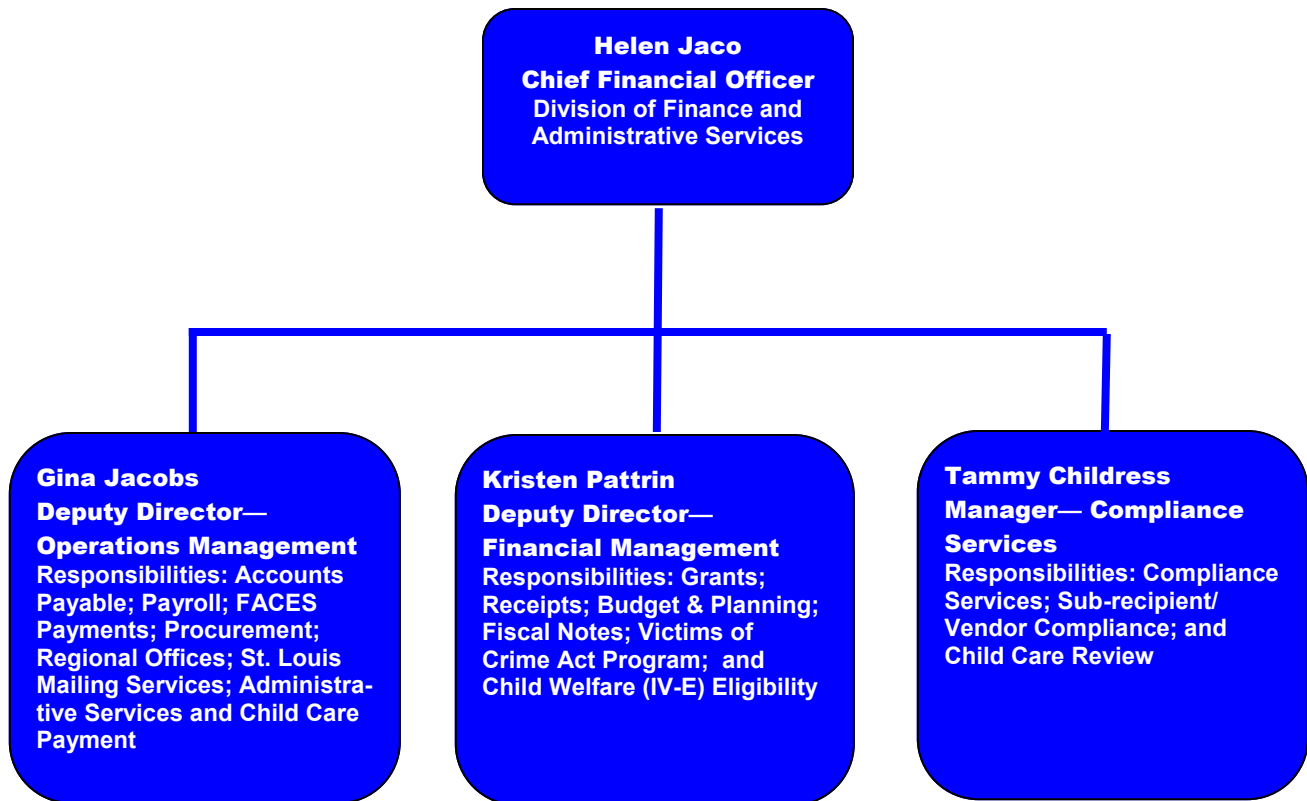 Helen Jaco
Chief Financial Officer
Division of Finance and
Administrative Services
Gina Jacobs
Deputy Director—
Operations Management
Responsibilities: Accounts
Payable; Payroll; FACES
Payments; Procurement;
Regional Offices; St. Louis
Mailing Services; Administra-
tive Services and Child Care
Payment
Kristen Pattrin
Deputy Director—
Financial Management
Responsibilities: Grants;
Receipts; Budget & Planning;
Fiscal Notes; Victims of
Crime Act Program;  and
Child Welfare (IV-E) Eligibility
Tammy Childress
Manager— Compliance
Services
Responsibilities: Compliance
Services; Sub-recipient/
Vendor Compliance; and
Child Care Review